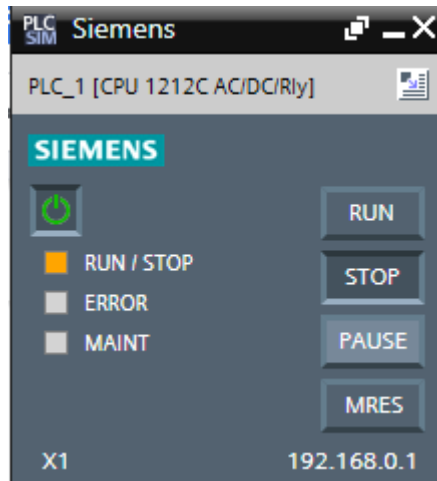 PLC SIM Siemens
PLC_1 [CPU 1212C AC/DC/Rly]
SIEMENS
RUN
RUN / STOP
STOP
ERROR
MAINT
PAUSE
MRES
X1 192.168.0.1